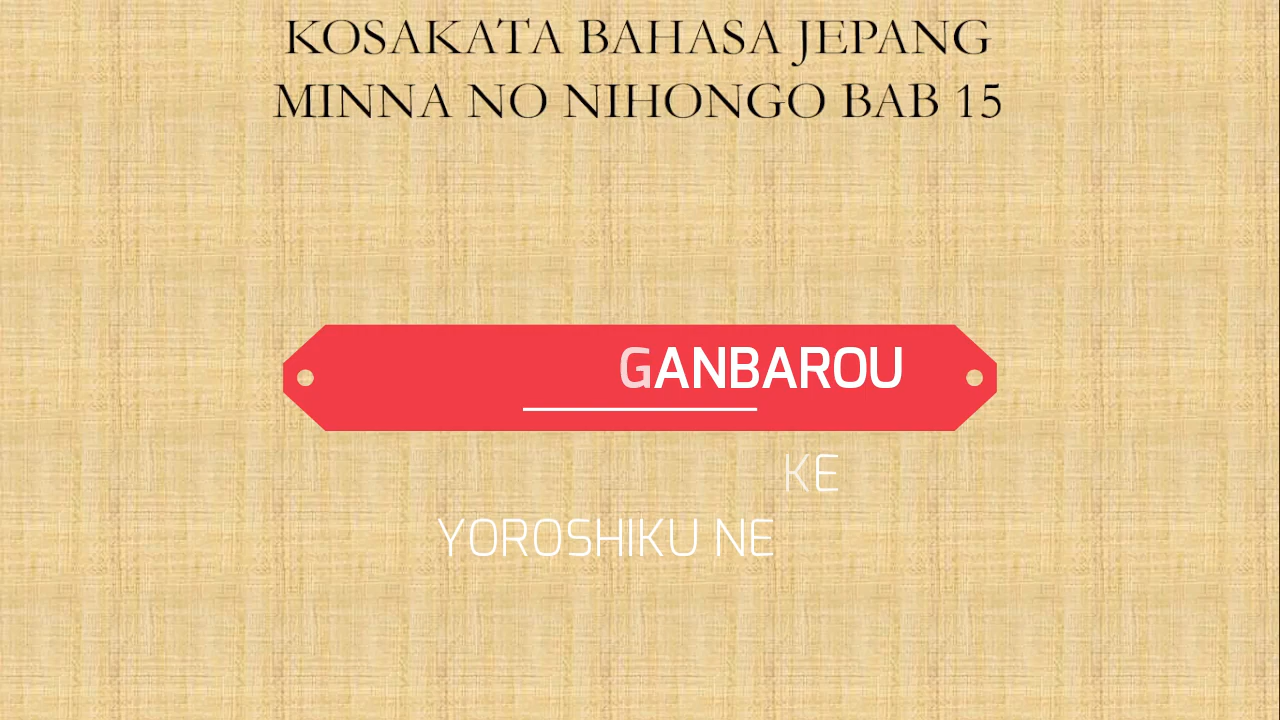 KOSAKATA BAHASA JEPANG
MINNA NO NIHONGO BAB 15
GANBAROU
KE
YOROSHIKU NE